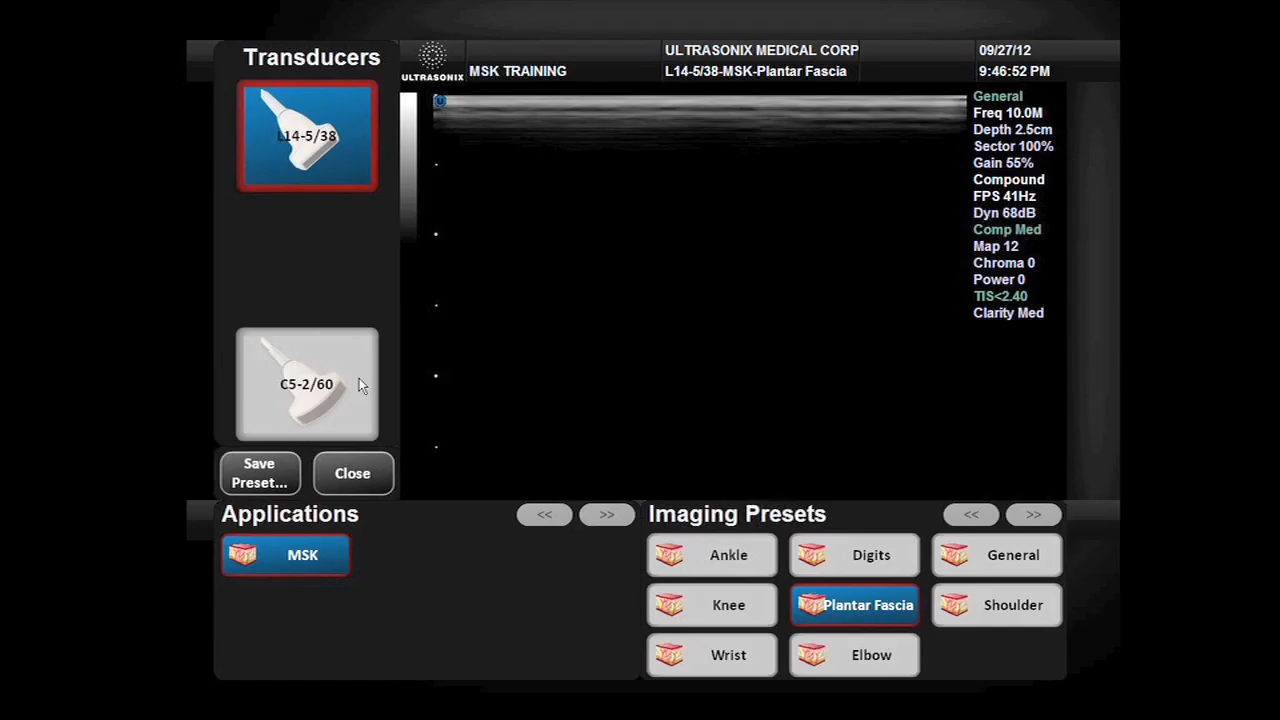 Transducers
L14-5/38
C5-2/60
Save
Preset...
Close
ULTRASONIX
MSK TRAINING
ULTRASONIX MEDICAL CORP
L14-5/38-MSK-Plantar Fascia
09/27/12
9:46:52 PM
General
Freq 10.0M
Depth 2.5cm
Sector 100%
Gain 55%
Compound
FPS 41Hz
Dyn 68dB
Comp Med
Map 12
Chroma 0
Power 0
TIS<2.40
Clarity Med
Applications
<< >>
MSK
Imaging Presets
<< >>
Ankle Digits General
Knee Plantar Fascia Shoulder
Wrist Elbow